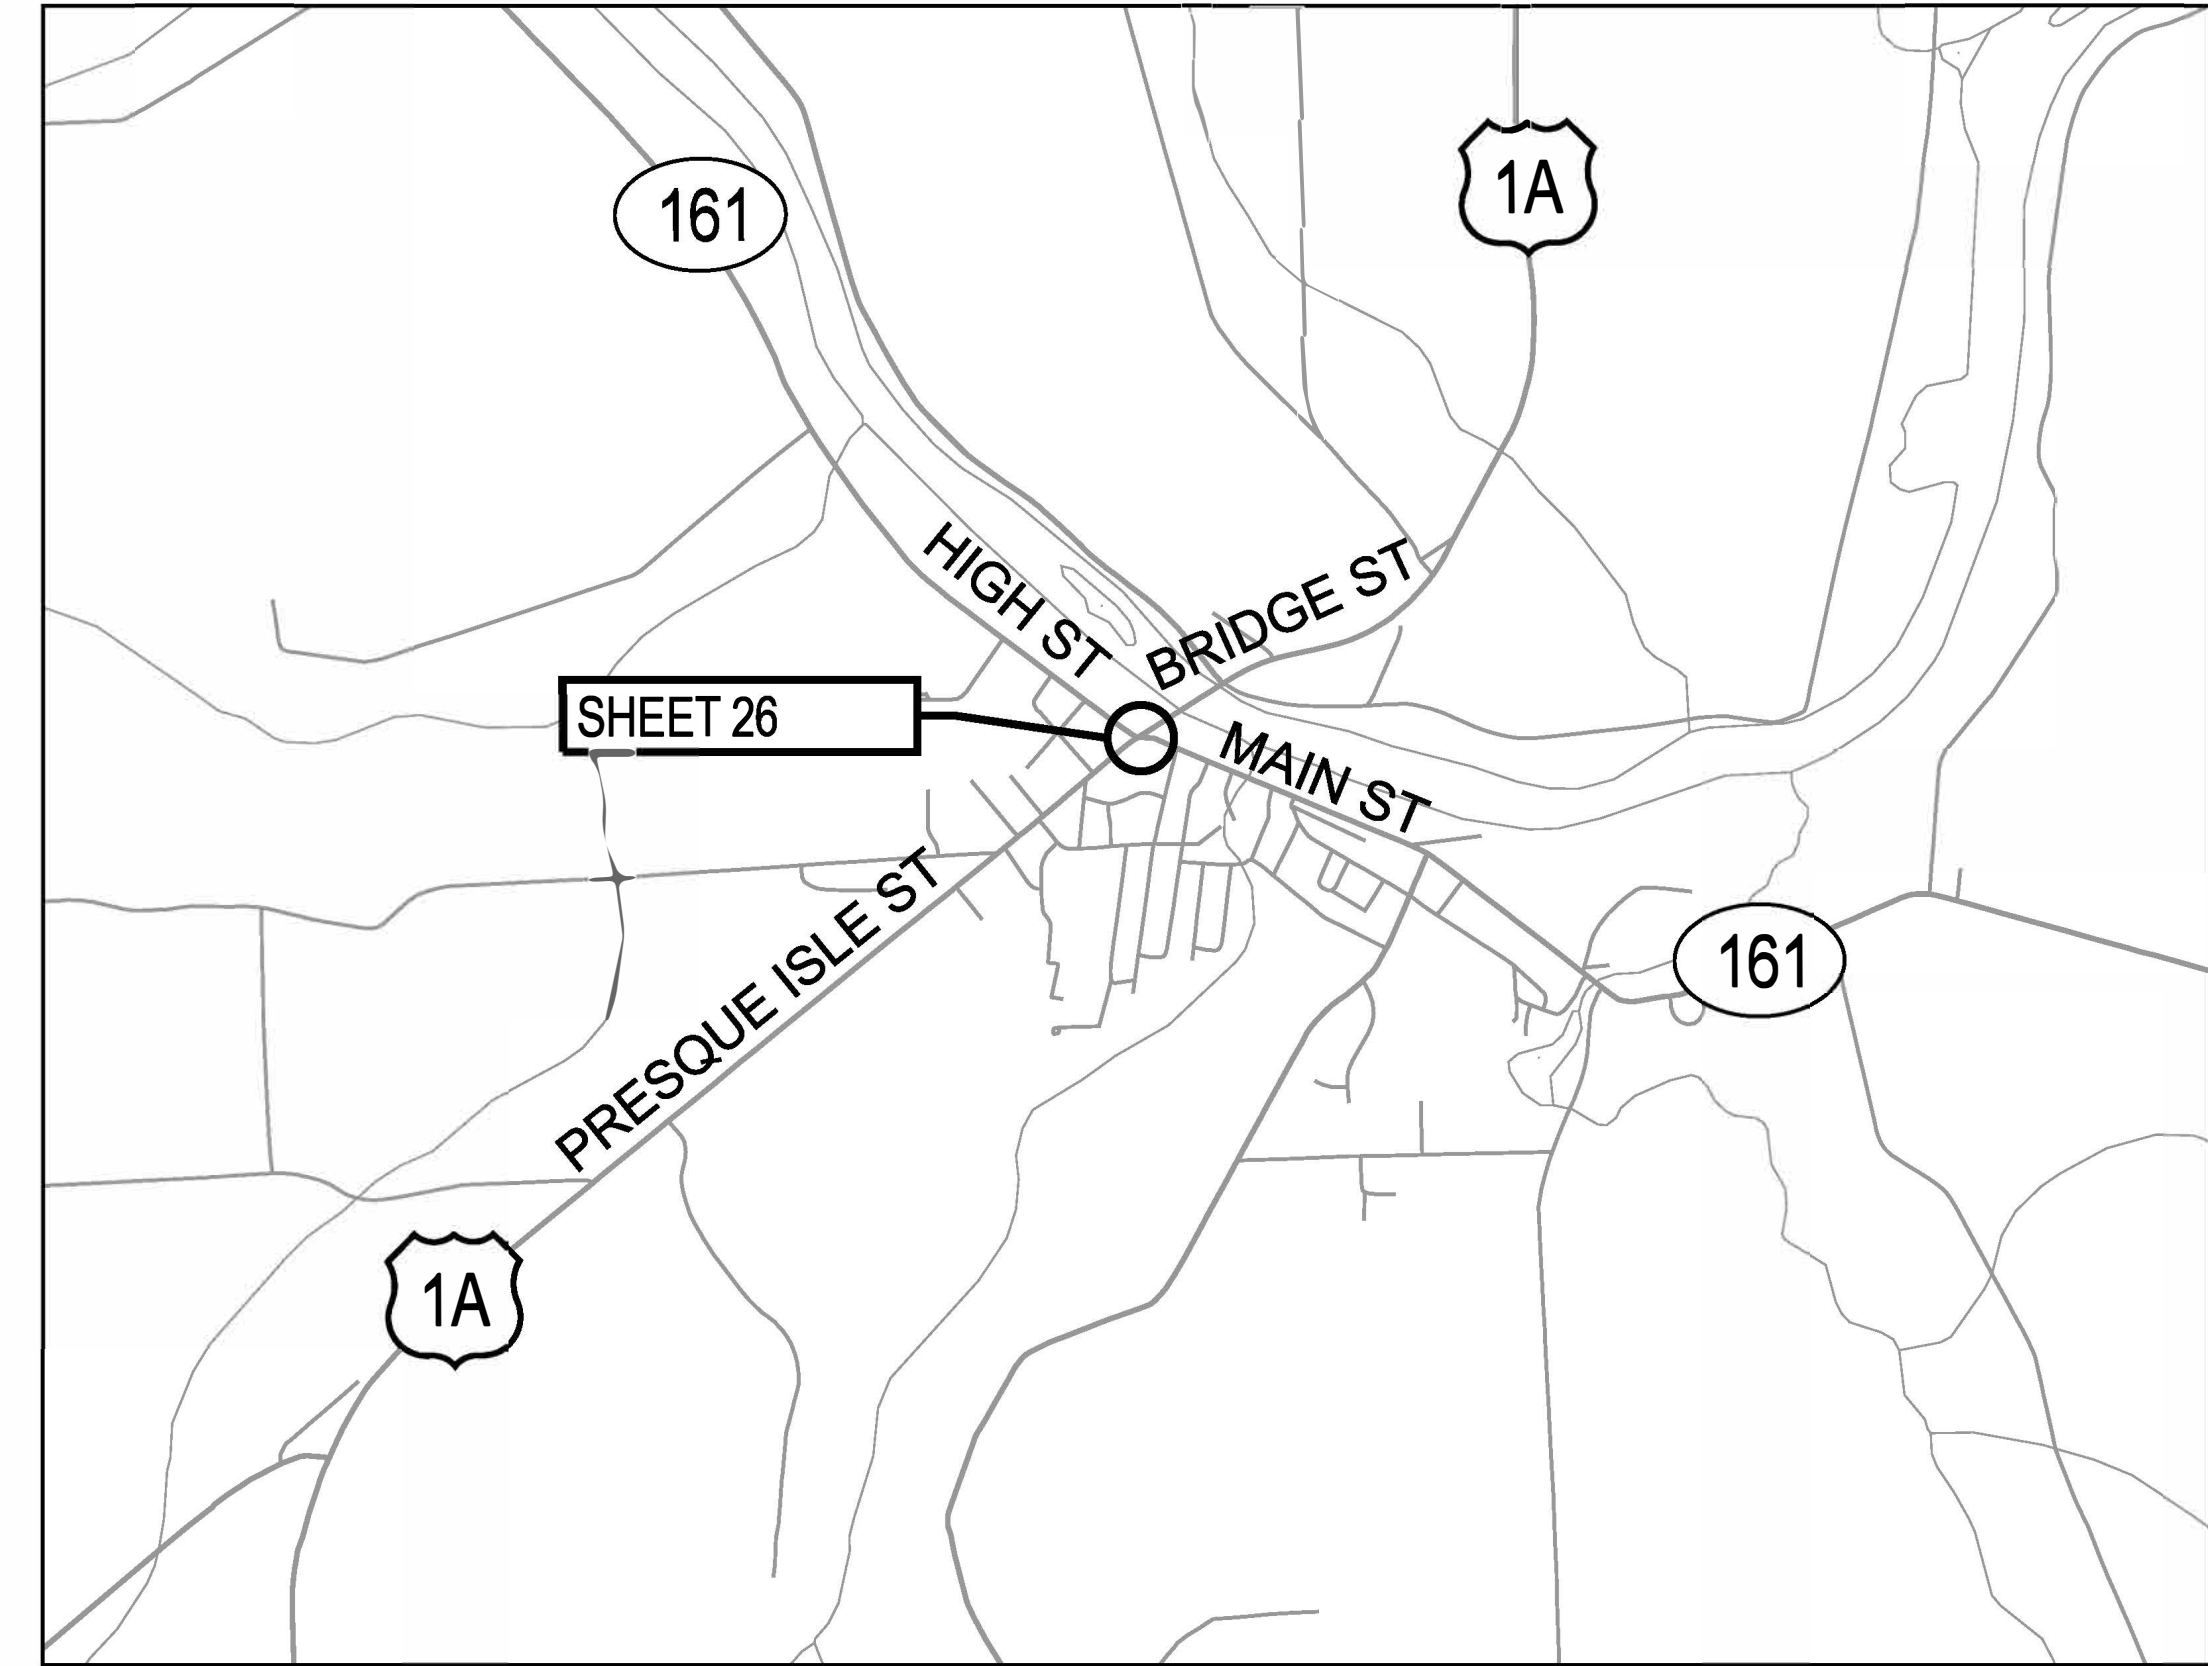 161
1A
HIGH ST
BRIDGE ST
SHEET 26
MAIN ST
PRESQUE ISLE ST
161
1A